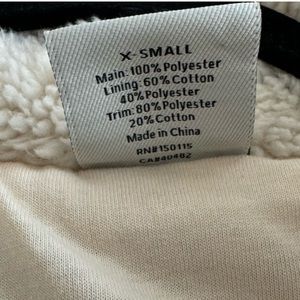 X-SMALL
Main: 100% Polyester
Lining: 60% Cotton
40% Polyester
Trim: 80% Polyester
20% Cotton
Made in China
RN#150115
CA#40482